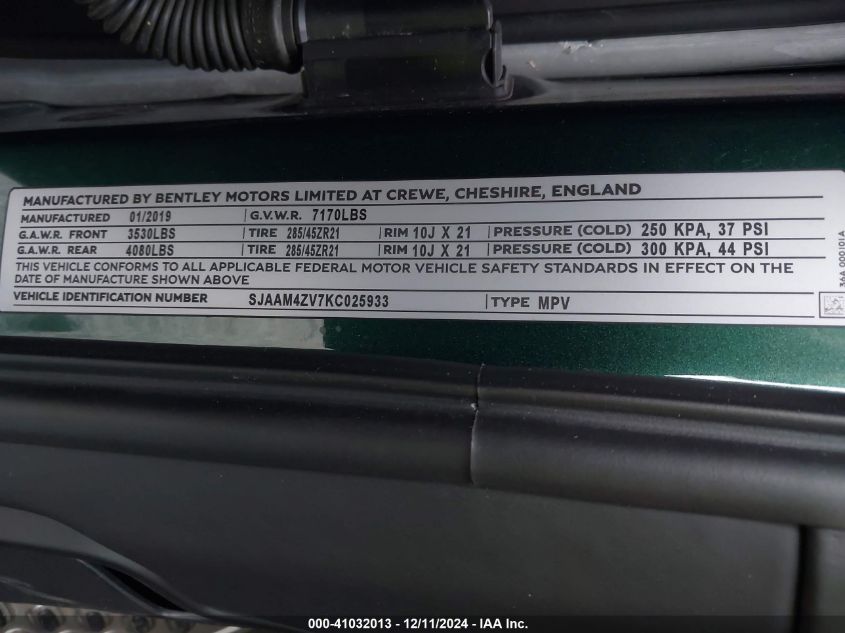 MANUFACTURED BY BENTLEY MOTORS LIMITED AT CREWE, CHESHIRE, ENGLAND
MANUFACTURED 01/2019 G.V.W.R. 7170LBS
G.A.W.R. FRONT 3530LBS TIRE 285/45ZR21 RIM 10J X 21 PRESSURE (COLD) 250 KPA, 37 PSI
G.A.W.R. REAR 4080LBS TIRE 285/45ZR21 RIM 10J X 21 PRESSURE (COLD) 300 KPA, 44 PSI
THIS VEHICLE CONFORMS TO ALL APPLICABLE FEDERAL MOTOR VEHICLE SAFETY STANDARDS IN EFFECT ON THE
DATE OF MANUFACTURE SHOWN ABOVE
VEHICLE IDENTIFICATION NUMBER SJAAM4ZV7KC025933 TYPE MPV
36A 000101A
000-41032013 - 12/11/2024 - IAA Inc.